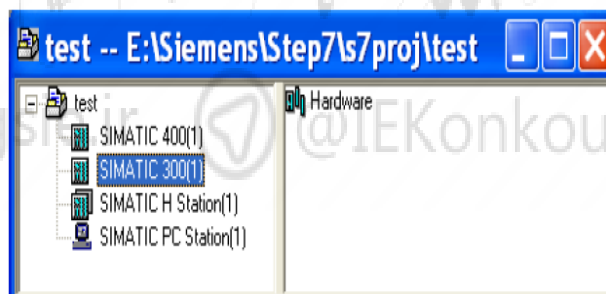 test -- E:\Siemens\Step7\s7proj\test
test
Hardware
SIMATIC 400(1)
SIMATIC 300(1)
SIMATIC H Station(1)
SIMATIC PC Station(1)
@IEKonkou